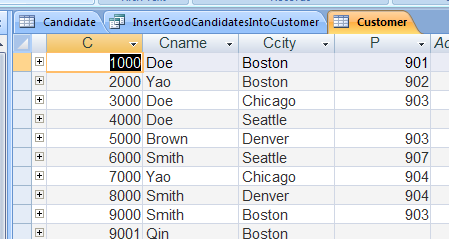 Candidate InsertGoodCandidatesIntoCustomer Customer
C Cname Ccity P
1000 Doe Boston 901
2000 Yao Boston 902
3000 Doe Chicago 903
4000 Doe Seattle
5000 Brown Denver 903
6000 Smith Seattle 907
7000 Yao Chicago 904
8000 Smith Denver 904
9000 Smith Boston 903
9001 Qin Boston